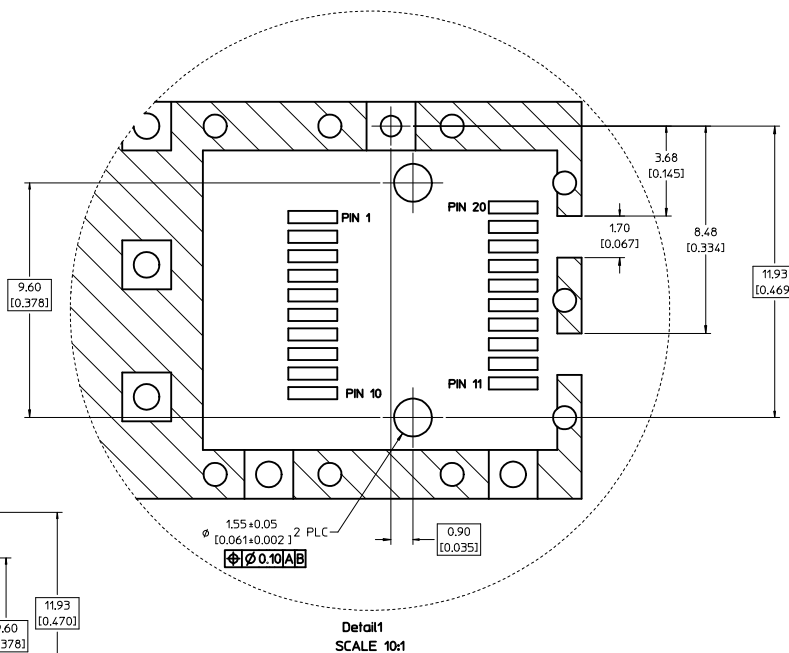 3.68
[0.145]
PIN 1
PIN 20
1.70
[0.067]
8.48
[0.334]
11.93
[0.469
9.60
[0.378]
PIN 10
PIN 11
⌀ 1.55±0.05
[0.061±0.002 ] 2 PLC
⌖ ⌀ 0.10 A B
0.90
[0.035]
11.93
[0.470]
.60
378]
Detail1
SCALE 10:1